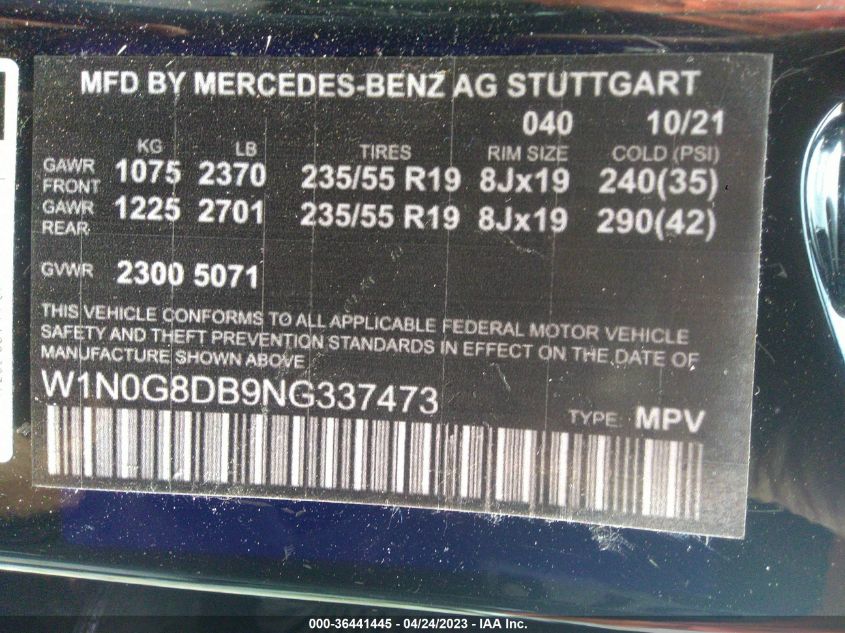 MFD BY MERCEDES-BENZ AG STUTTGART
040 10/21
KG LB TIRES RIM SIZE COLD (PSI)
GAWR FRONT 1075 2370 235/55 R19 8Jx19 240(35)
GAWR REAR 1225 2701 235/55 R19 8Jx19 290(42)
GVWR 2300 5071
THIS VEHICLE CONFORMS TO ALL APPLICABLE FEDERAL MOTOR VEHICLE
SAFETY AND THEFT PREVENTION STANDARDS IN EFFECT ON THE DATE OF
MANUFACTURE SHOWN ABOVE
W1N0G8DB9NG337473
TYPE: MPV
000-36441445 / 04/24/2023 - IAA Inc.